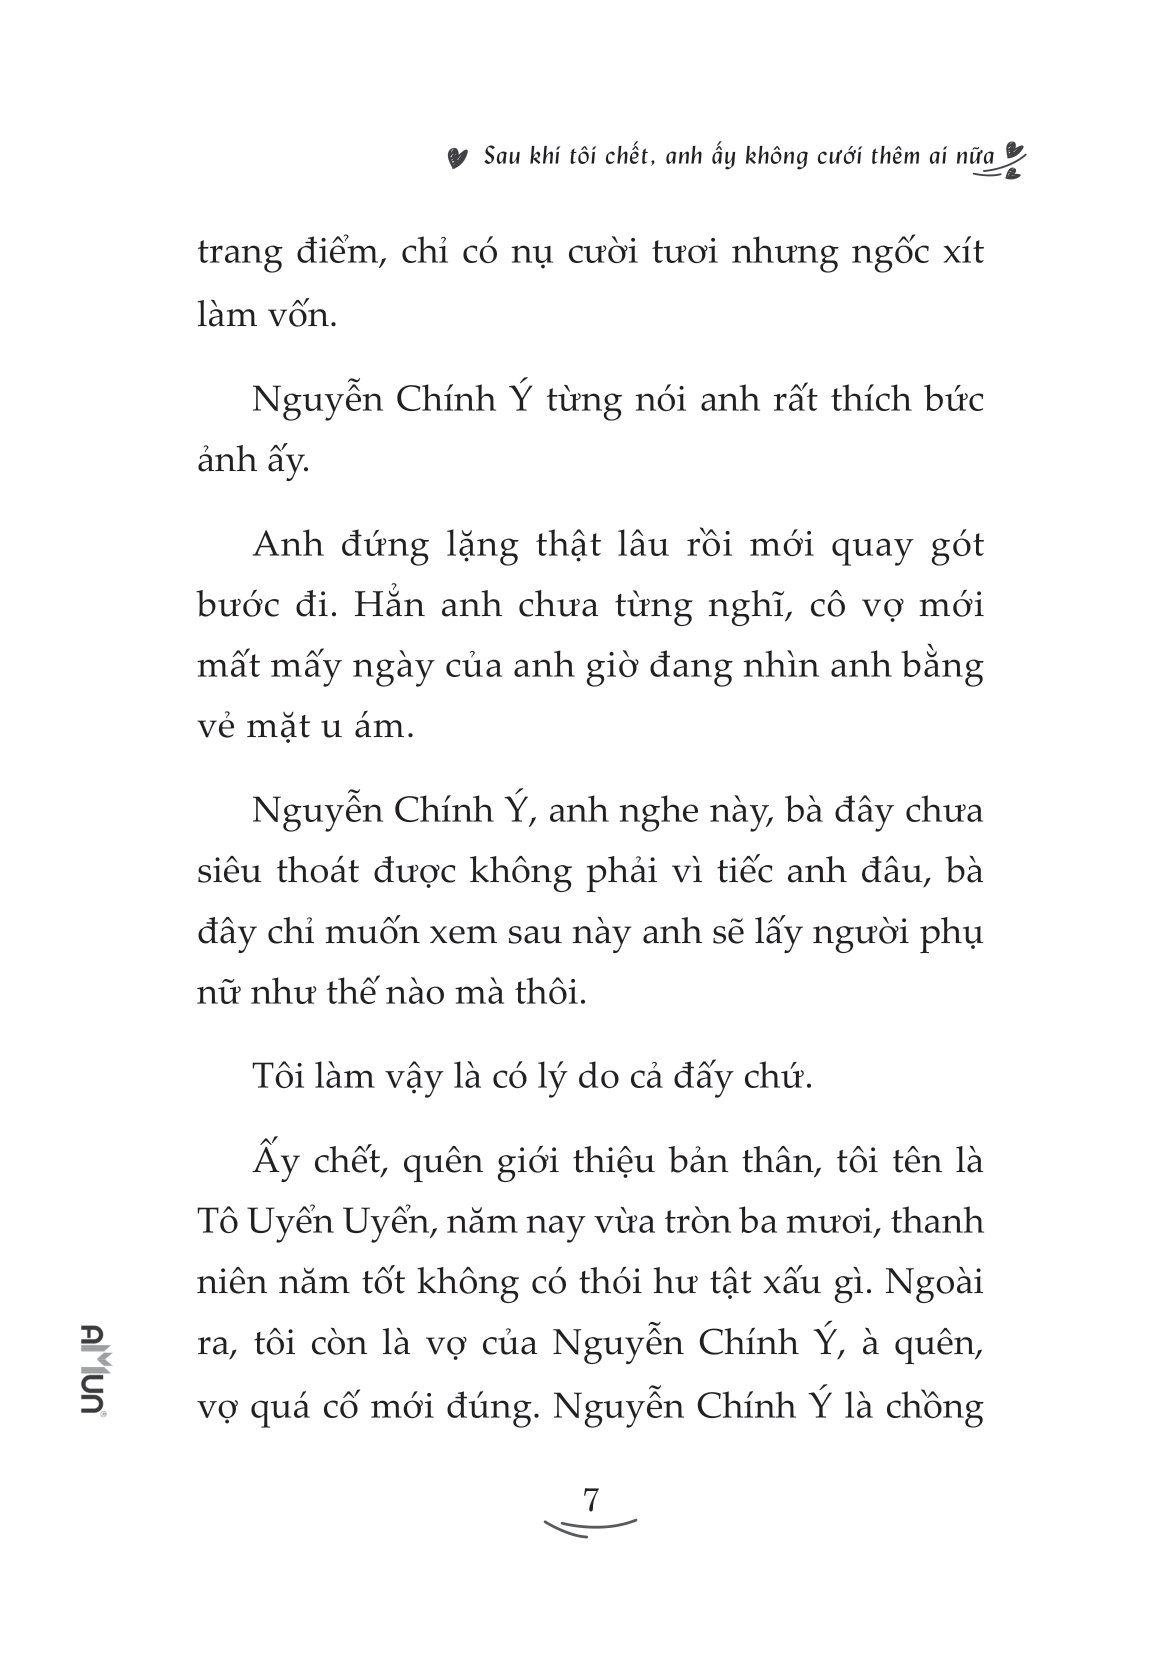 Sau khi tôi chết, anh ấy không cưới thêm ai nữa
trang điểm, chỉ có nụ cười tươi nhưng ngốc xít
làm vốn.
Nguyễn Chính Ý từng nói anh rất thích bức
ảnh ấy.
Anh đứng lặng thật lâu rồi mới quay gót
bước đi. Hẳn anh chưa từng nghĩ, cô vợ mới
mất mấy ngày của anh giờ đang nhìn anh bằng
vẻ mặt u ám.
Nguyễn Chính Ý, anh nghe này, bà đây chưa
siêu thoát được không phải vì tiếc anh đâu, bà
đây chỉ muốn xem sau này anh sẽ lấy người phụ
nữ như thế nào mà thôi.
Tôi làm vậy là có lý do cả đấy chứ.
Ấy chết, quên giới thiệu bản thân, tôi tên là
Tô Uyển Uyển, năm nay vừa tròn ba mươi, thanh
niên năm tốt không có thói hư tật xấu gì. Ngoài
ra, tôi còn là vợ của Nguyễn Chính Ý, à quên,
vợ quá cố mới đúng. Nguyễn Chính Ý là chồng
7